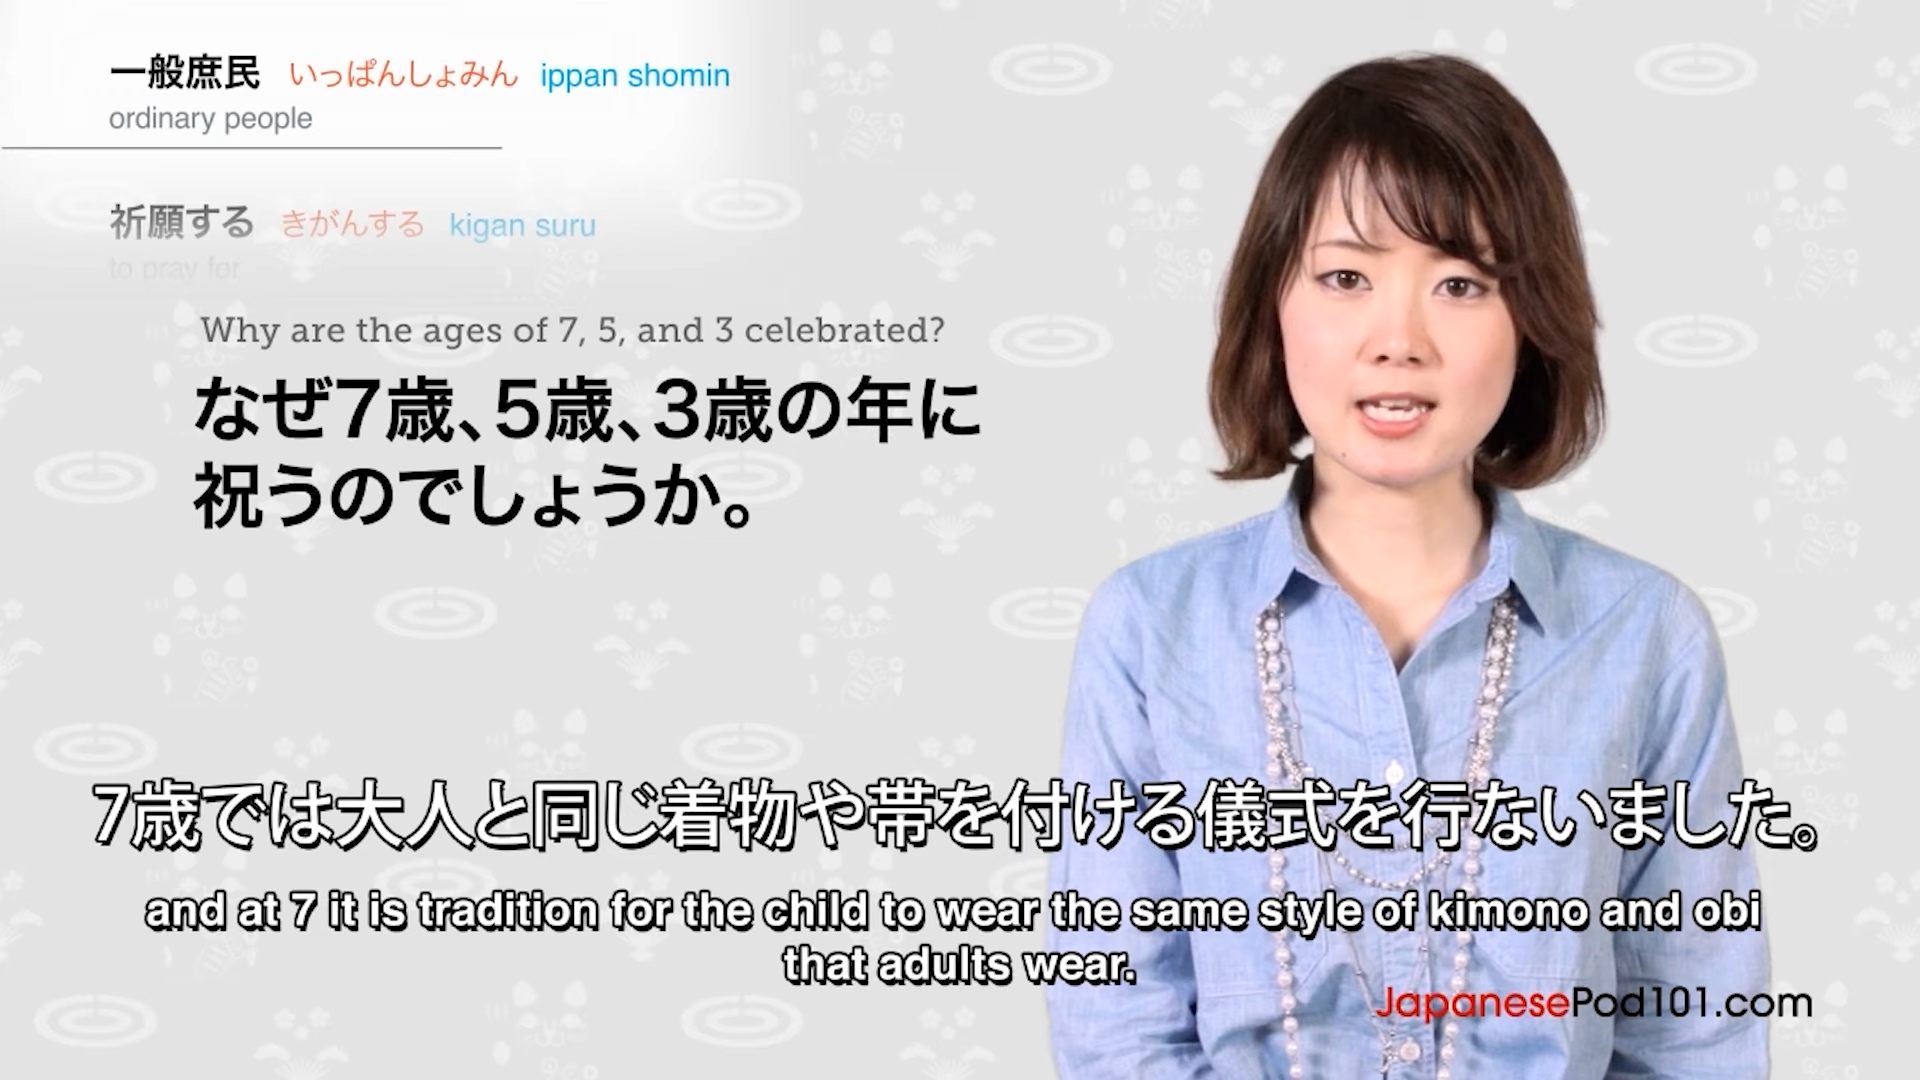 一般庶民 いっぱんしょみん ippan shomin
ordinary people
祈願する きがんする kigan suru
to pray for
Why are the ages of 7, 5, and 3 celebrated?
なぜ7歳、5歳、3歳の年に
祝うのでしょうか。
7歳では大人と同じ着物や帯を付ける儀式を行ないました。
and at 7 it is tradition for the child to wear the same style of kimono and obi
that adults wear.
JapanesePod101.com